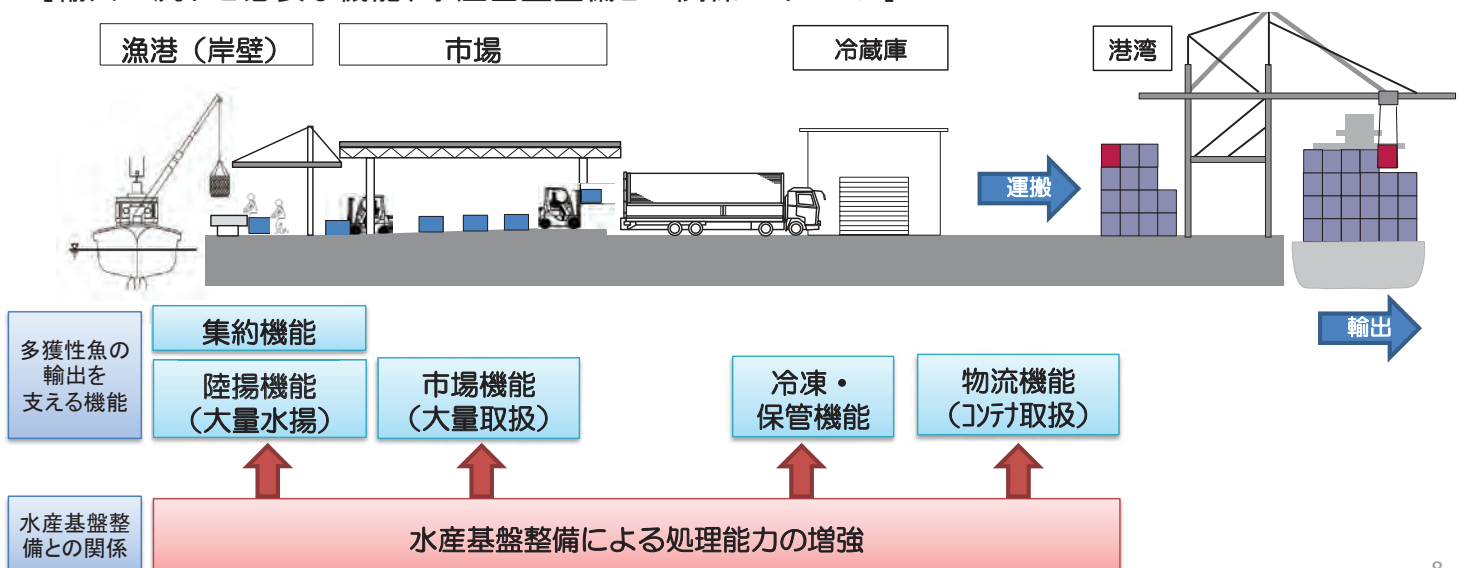 漁港（岸壁）
市場
冷蔵庫
港湾
運搬
輸出
多獲性魚の
輸出を
支える機能
集約機能
陸揚機能
（大量水揚）
市場機能
（大量取扱）
冷凍・
保管機能
物流機能
（ｺﾝﾃﾅ取扱）
水産基盤整
備との関係
水産基盤整備による処理能力の増強